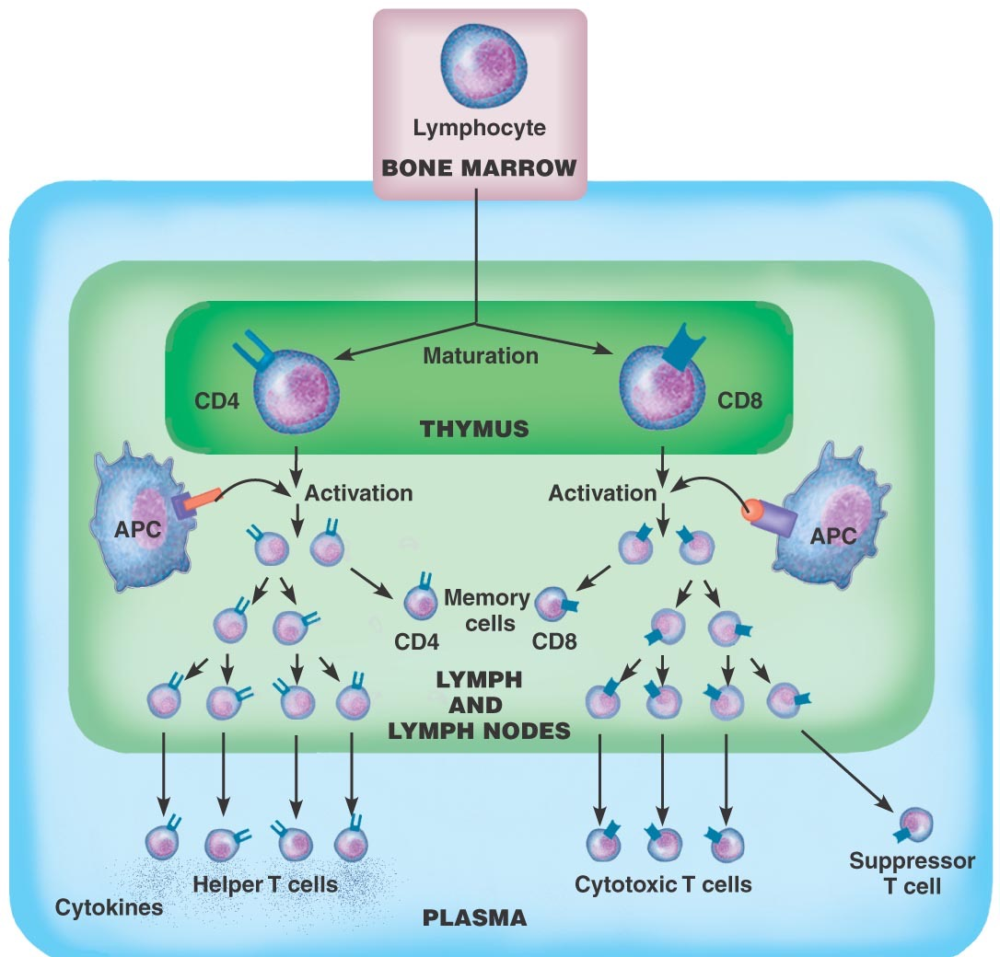 Lymphocyte
BONE MARROW
Maturation
CD4
CD8
THYMUS
Activation
Activation
APC
APC
Memory
cells
CD4
CD8
LYMPH
AND
LYMPH NODES
Helper T cells
Cytotoxic T cells
Suppressor
T cell
Cytokines
PLASMA